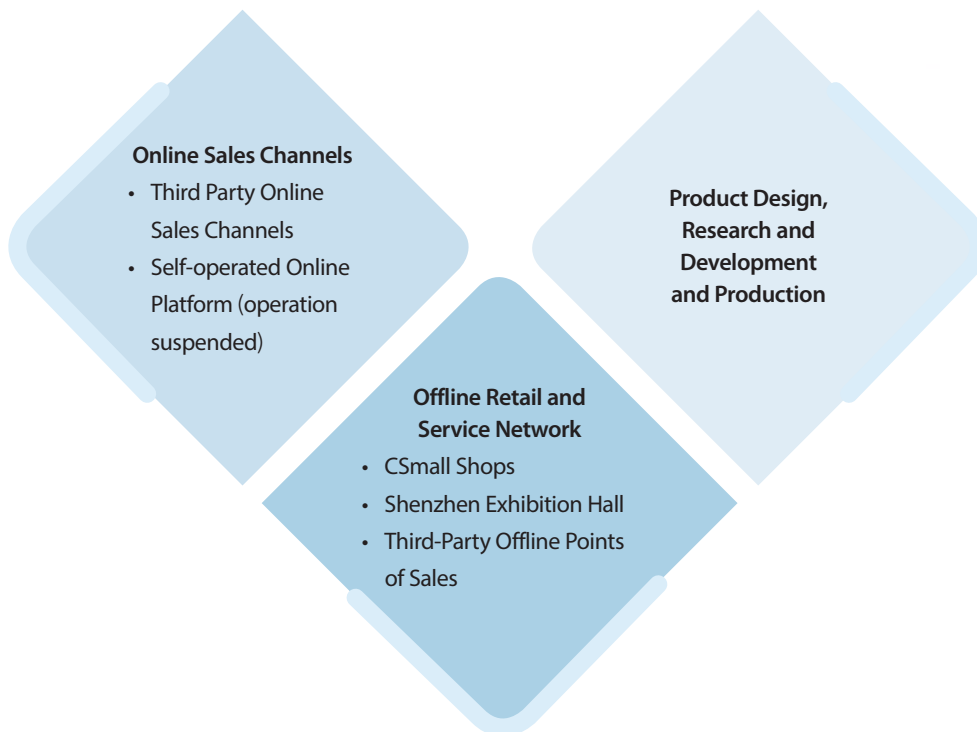 Online Sales Channels
• Third Party Online
Sales Channels
• Self-operated Online
Platform (operation
suspended)
Product Design,
Research and
Development
and Production
Offline Retail and
Service Network
• CSmall Shops
• Shenzhen Exhibition Hall
• Third-Party Offline Points
of Sales